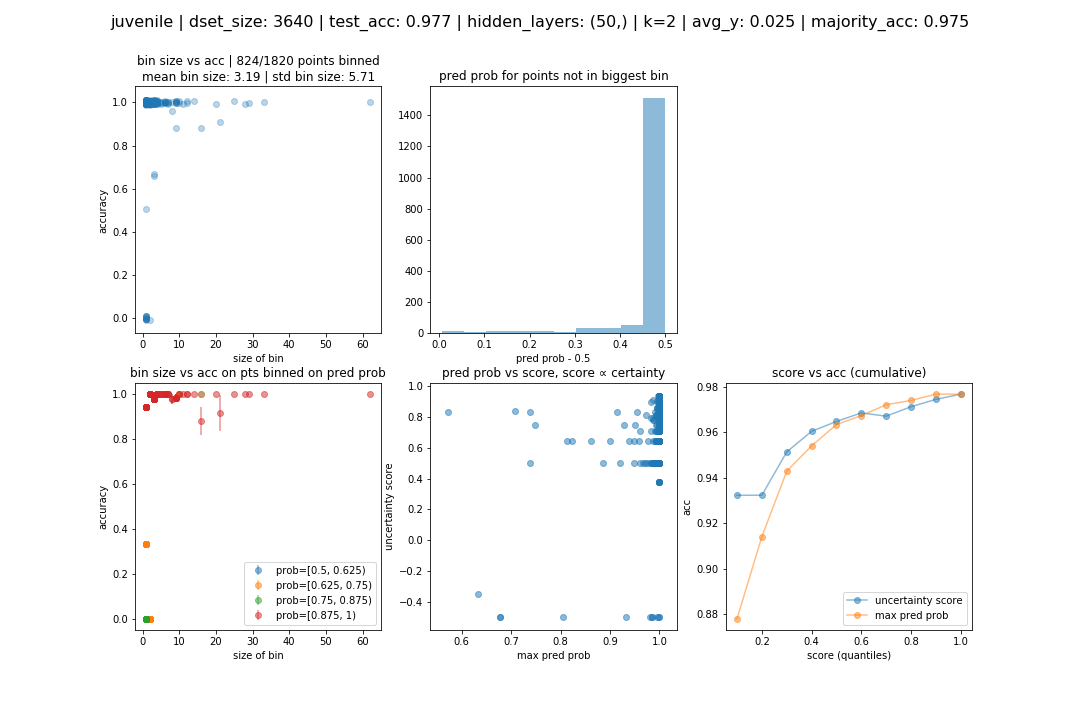 juvenile | dset_size: 3640 | test_acc: 0.977 | hidden_layers: (50,) | k=2 | avg_y: 0.025 | majority_acc: 0.975
bin size vs acc | 824/1820 points binned
mean bin size: 3.19 | std bin size: 5.71
1.0
0.8
0.6
0.4
0.2
0.0
accuracy
0
10
20
30
40
50
60
size of bin
pred prob for points not in biggest bin
1400
1200
1000
800
600
400
200
0
0.0
0.1
0.2
0.3
0.4
0.5
pred prob - 0.5
bin size vs acc on pts binned on pred prob
1.0
0.8
0.6
0.4
0.2
0.0
accuracy
prob=[0.5, 0.625)
prob=[0.625, 0.75)
prob=[0.75, 0.875)
prob=[0.875, 1)
0
10
20
30
40
50
60
size of bin
pred prob vs score, score ∝ certainty
1.0
0.8
0.6
0.4
0.2
0.0
−0.2
−0.4
uncertainty score
0.6
0.7
0.8
0.9
1.0
max pred prob
score vs acc (cumulative)
0.98
0.96
0.94
0.92
0.90
0.88
acc
uncertainty score
max pred prob
0.2
0.4
0.6
0.8
1.0
score (quantiles)